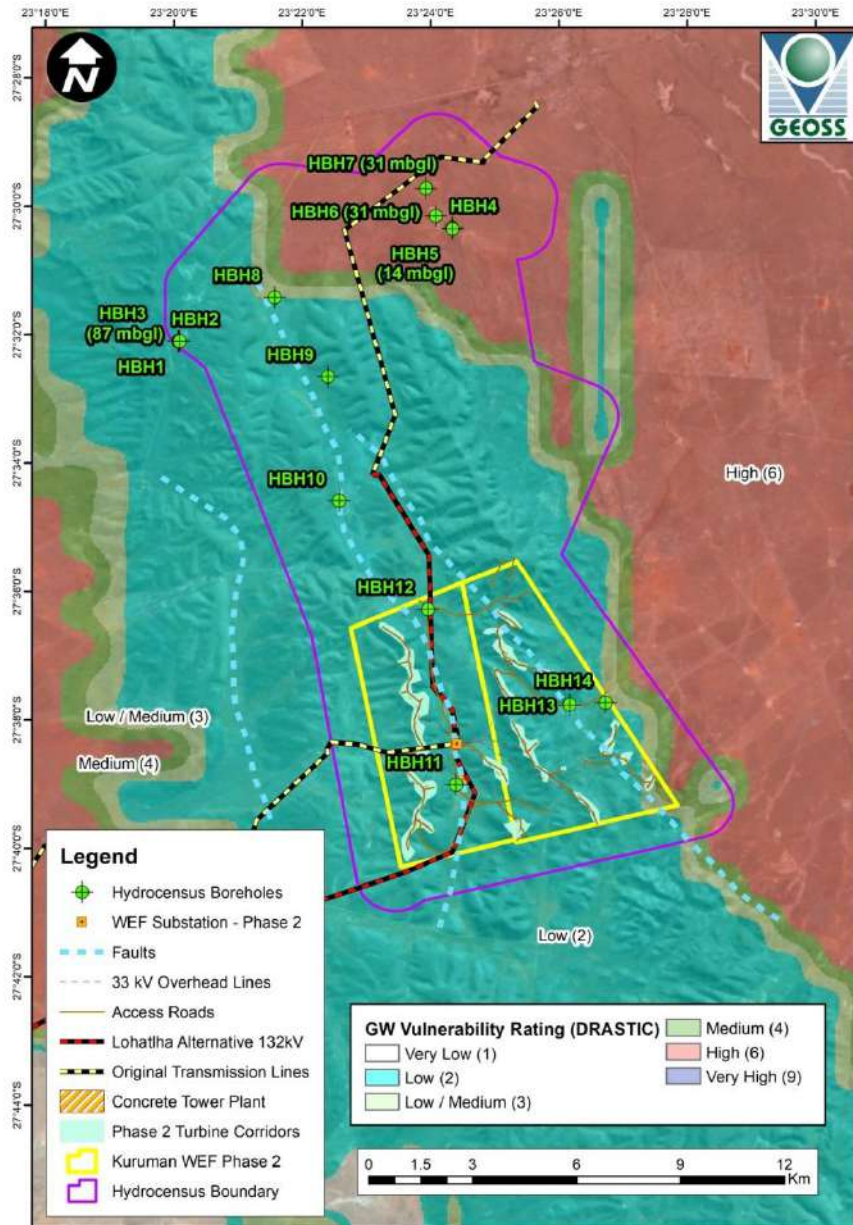 23°18'0"E
23°20'0"E
23°22'0"E
23°24'0"E
23°26'0"E
23°28'0"E
23°30'0"E
N
GEOSS
27°28'0"S
27°30'0"S
27°32'0"S
27°34'0"S
27°36'0"S
27°38'0"S
27°40'0"S
27°42'0"S
27°44'0"S
HBH7 (31 mbgl)
HBH6 (31 mbgl)
HBH4
HBH5
(14 mbgl)
HBH8
HBH3
(87 mbgl)
HBH2
HBH1
HBH9
HBH10
High (6)
HBH12
HBH14
HBH13
HBH11
Low / Medium (3)
Medium (4)
Low (2)
Legend
Hydrocensus Boreholes
WEF Substation - Phase 2
Faults
33 kV Overhead Lines
Access Roads
Lohatlha Alternative 132kV
Original Transmission Lines
Concrete Tower Plant
Phase 2 Turbine Corridors
Kuruman WEF Phase 2
Hydrocensus Boundary
GW Vulnerability Rating (DRASTIC)
Very Low (1)
Low (2)
Low / Medium (3)
Medium (4)
High (6)
Very High (9)
0 1.5 3 6 9 12
Km